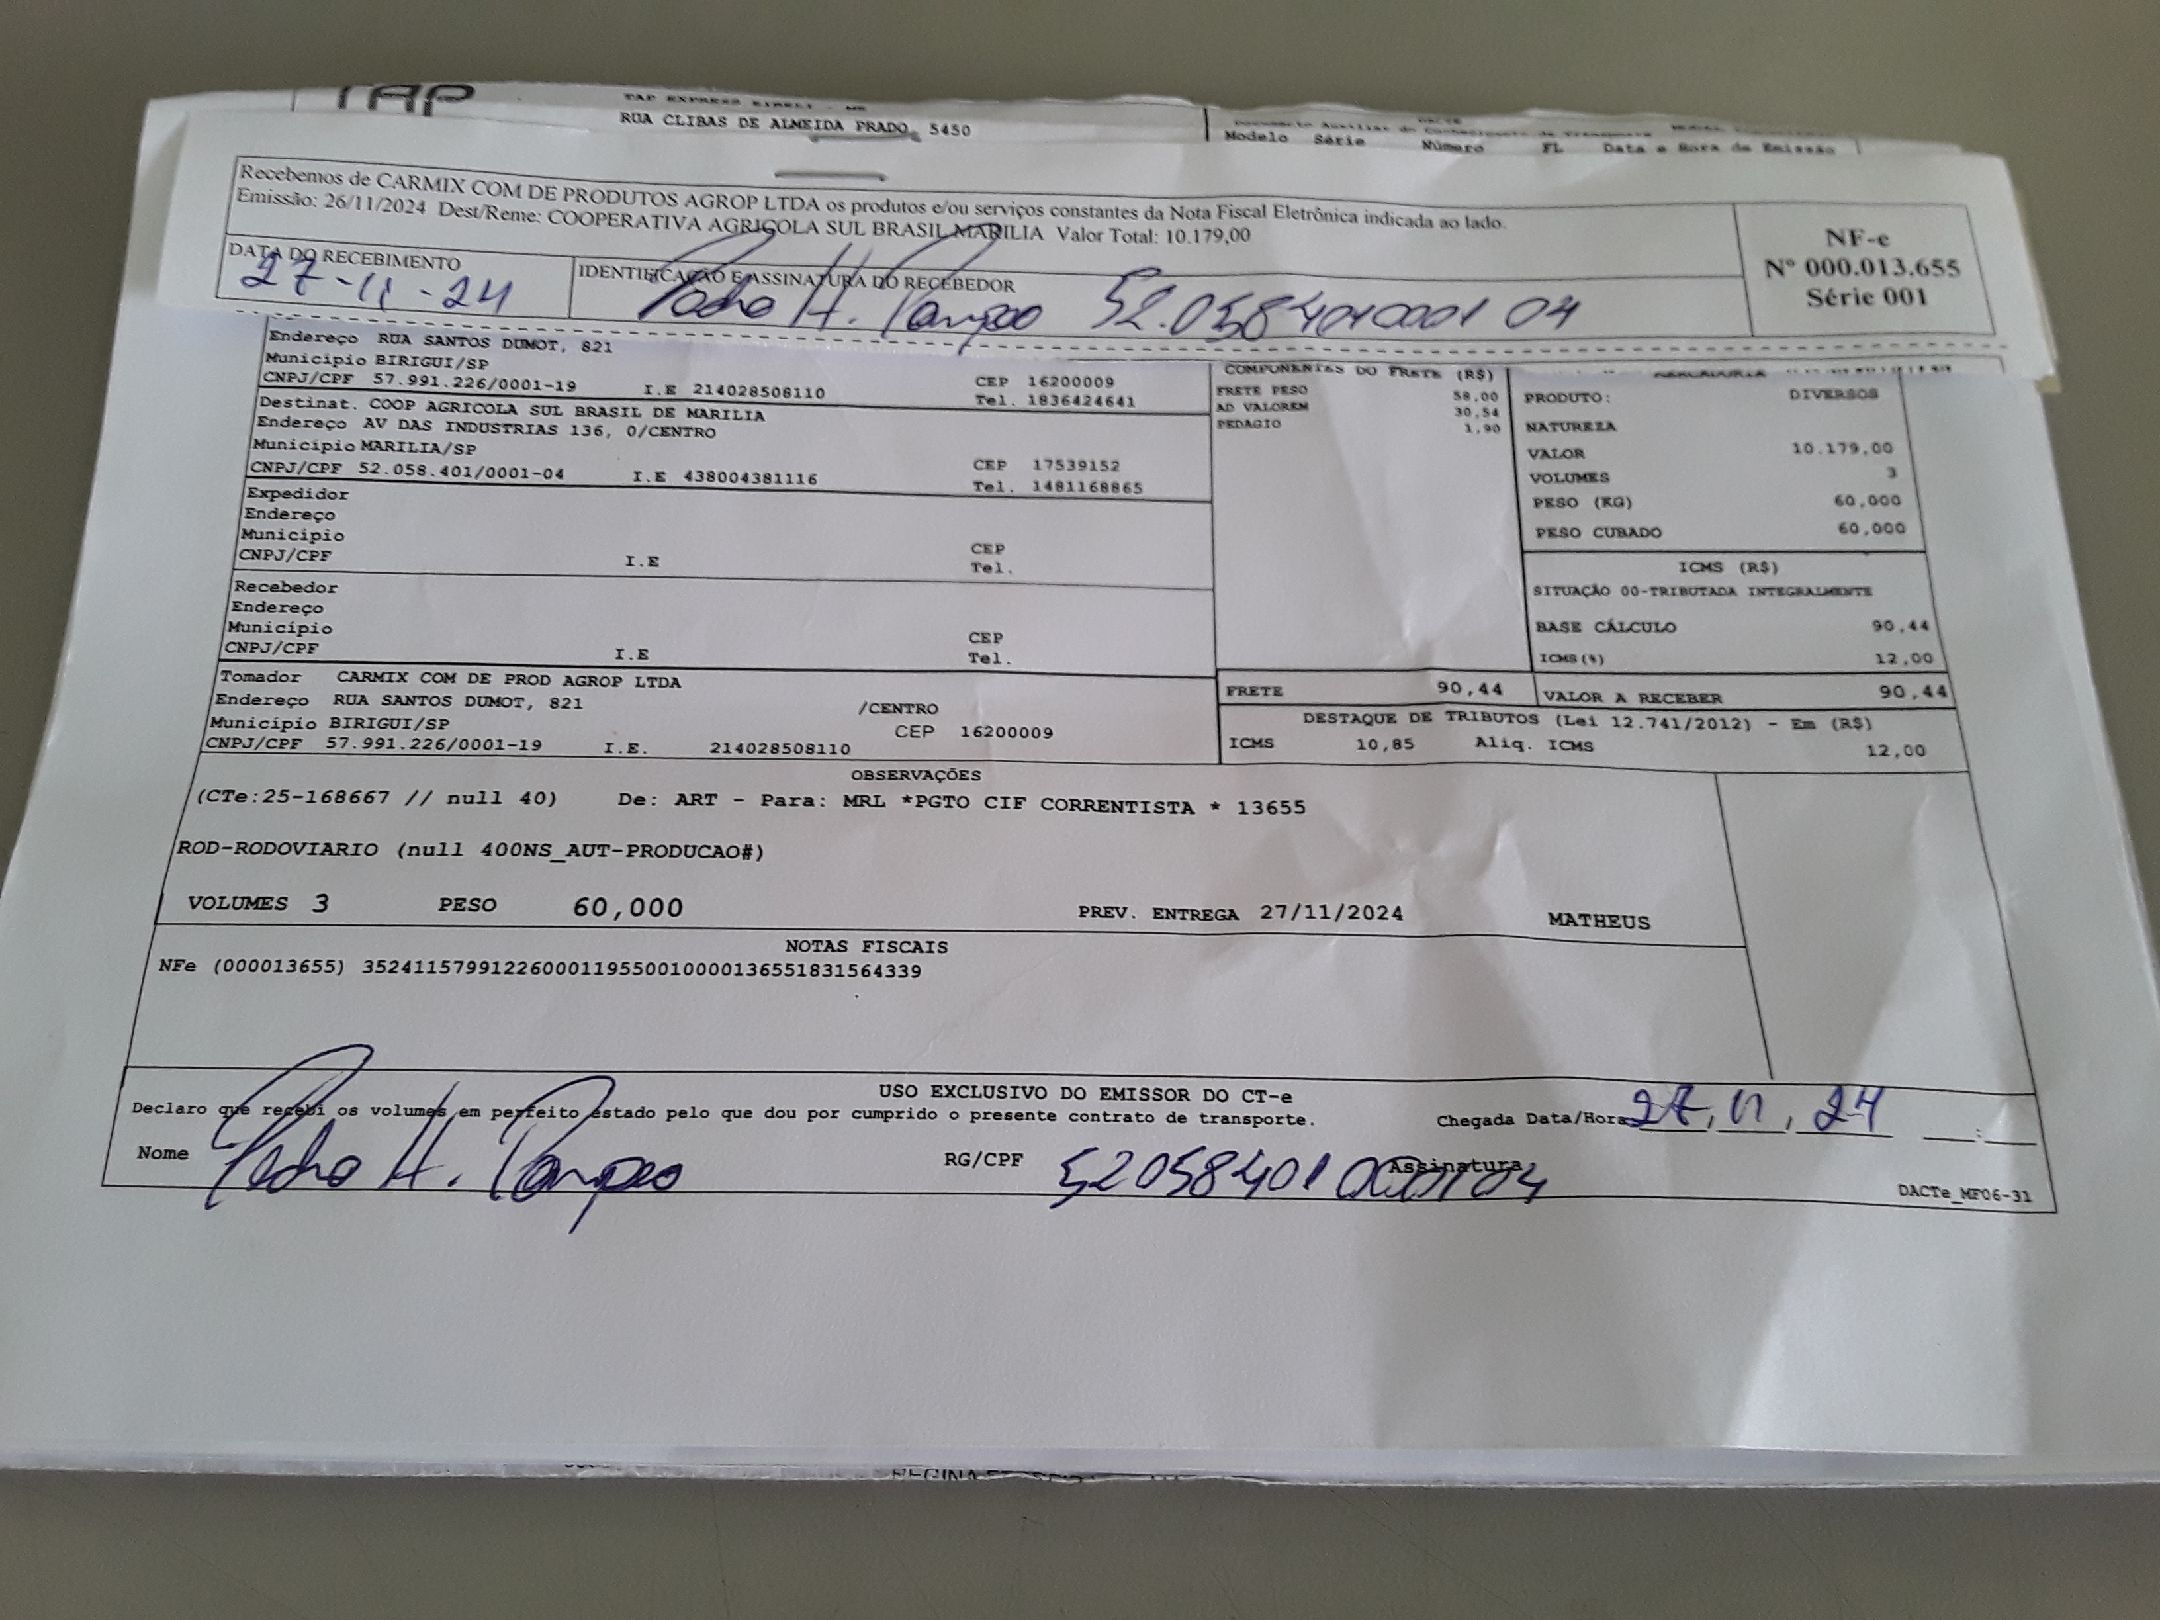 TAP
TAP EXPRESS EIRELI - ME
RUA CLIBAS DE ALMEIDA PRADO, 5450
Modelo Série Número FL Data e Hora de Emissão
Recebemos de CARMIX COM DE PRODUTOS AGROP LTDA os produtos e/ou serviços constantes da Nota Fiscal Eletrônica indicada ao lado.
Emissão: 26/11/2024 Dest/Reme: COOPERATIVA AGRICOLA SUL BRASIL MARILIA Valor Total: 10.179,00
NF-e
Nº 000.013.655
Série 001
DATA DO RECEBIMENTO
27-11-24
IDENTIFICAÇÃO E ASSINATURA DO RECEBEDOR
Pedro H. 52.058401000104
Endereço RUA SANTOS DUMOT, 821
Município BIRIGUI/SP
CNPJ/CPF 57.991.226/0001-19 I.E 214028508110
CEP 16200009
Tel. 1836424641
Destinat. COOP AGRICOLA SUL BRASIL DE MARILIA
Endereço AV DAS INDUSTRIAS 136, 0/CENTRO
Município MARILIA/SP
CNPJ/CPF 52.058.401/0001-04 I.E 438004381116
CEP 17539152
Tel. 1481168865
Expedidor
Endereço
Município
CNPJ/CPF I.E
CEP
Tel.
Recebedor
Endereço
Município
CNPJ/CPF I.E
CEP
Tel.
Tomador CARMIX COM DE PROD AGROP LTDA
Endereço RUA SANTOS DUMOT, 821 /CENTRO
Município BIRIGUI/SP CEP 16200009
CNPJ/CPF 57.991.226/0001-19 I.E. 214028508110
COMPONENTES DO FRETE (R$)
FRETE PESO 58,00
AD VALOREM 30,54
PEDAGIO 1,90
PRODUTO: DIVERSOS
NATUREZA
VALOR 10.179,00
VOLUMES 3
PESO (KG) 60,000
PESO CUBADO 60,000
ICMS (R$)
SITUAÇÃO 00-TRIBUTADA INTEGRALMENTE
BASE CÁLCULO 90,44
ICMS(%) 12,00
FRETE 90,44
VALOR A RECEBER 90,44
DESTAQUE DE TRIBUTOS (Lei 12.741/2012) - Em (R$)
ICMS 10,85 Aliq. ICMS 12,00
OBSERVAÇÕES
(CTe:25-168667 // null 40) De: ART - Para: MRL *PGTO CIF CORRENTISTA * 13655
ROD-RODOVIARIO (null 400NS_AUT-PRODUCAO#)
VOLUMES 3 PESO 60,000 PREV. ENTREGA 27/11/2024 MATHEUS
NOTAS FISCAIS
NFe (000013655) 35241157991226000119550010000136551831564339
USO EXCLUSIVO DO EMISSOR DO CT-e
Declaro que recebi os volumes em perfeito estado pelo que dou por cumprido o presente contrato de transporte.
Chegada Data/Hora 27, 11, 24 :
Nome Pedro H. RG/CPF 52058401000104 Assinatura
DACTe_MF06-31